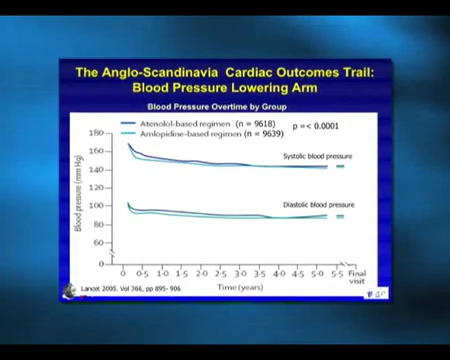 The Anglo-Scandinavia Cardiac Outcomes Trail:
Blood Pressure Lowering Arm
Blood Pressure Overtime by Group
Atenolol-based regimen (n = 9618)
Amlopidine-based regimen (n = 9639)
p =< 0.0001
Systolic blood pressure
Diastolic blood pressure
Blood pressure (mm Hg)
180
160
140
120
100
80
60
0
0 0·5 1·0 1·5 2·0 2·5 3·0 3·5 4·0 4·5 5·0 5·5 Final
visit
Time (years)
Lancet 2005. Vol 366, pp 895- 906